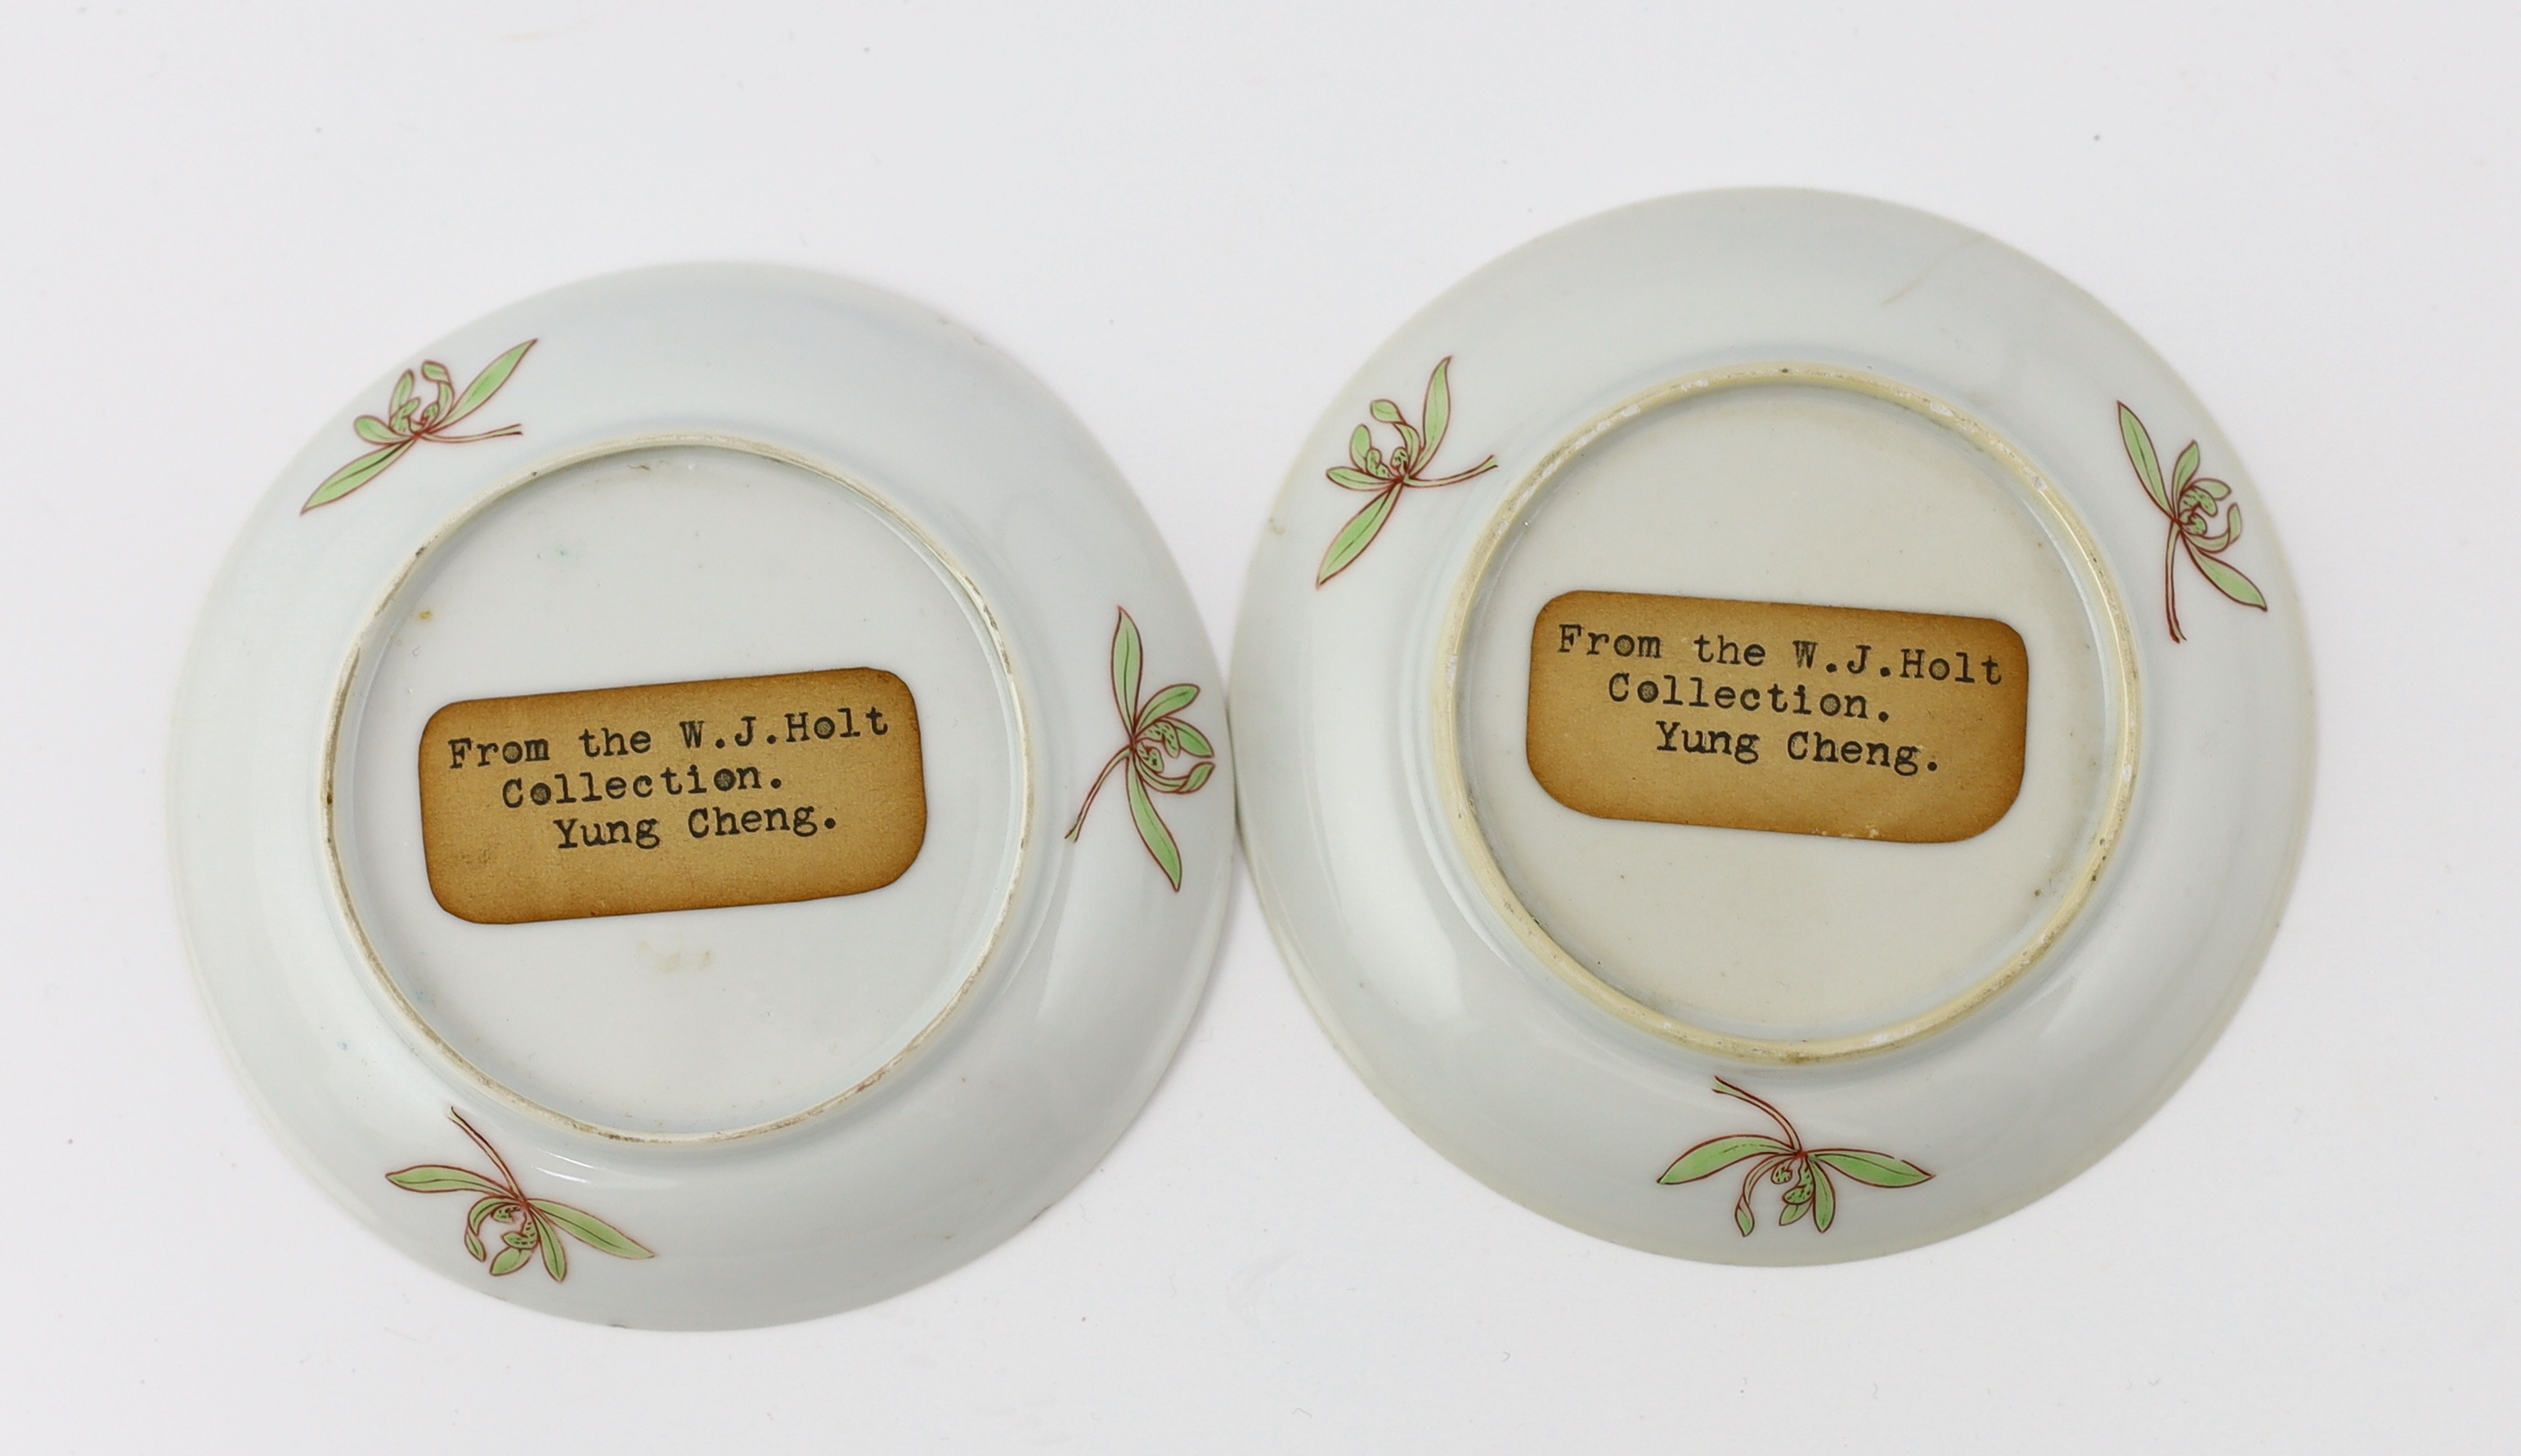 From the W.J.Holt
Collection.
Yung Cheng.
From the W.J.Holt
Collection.
Yung Cheng.